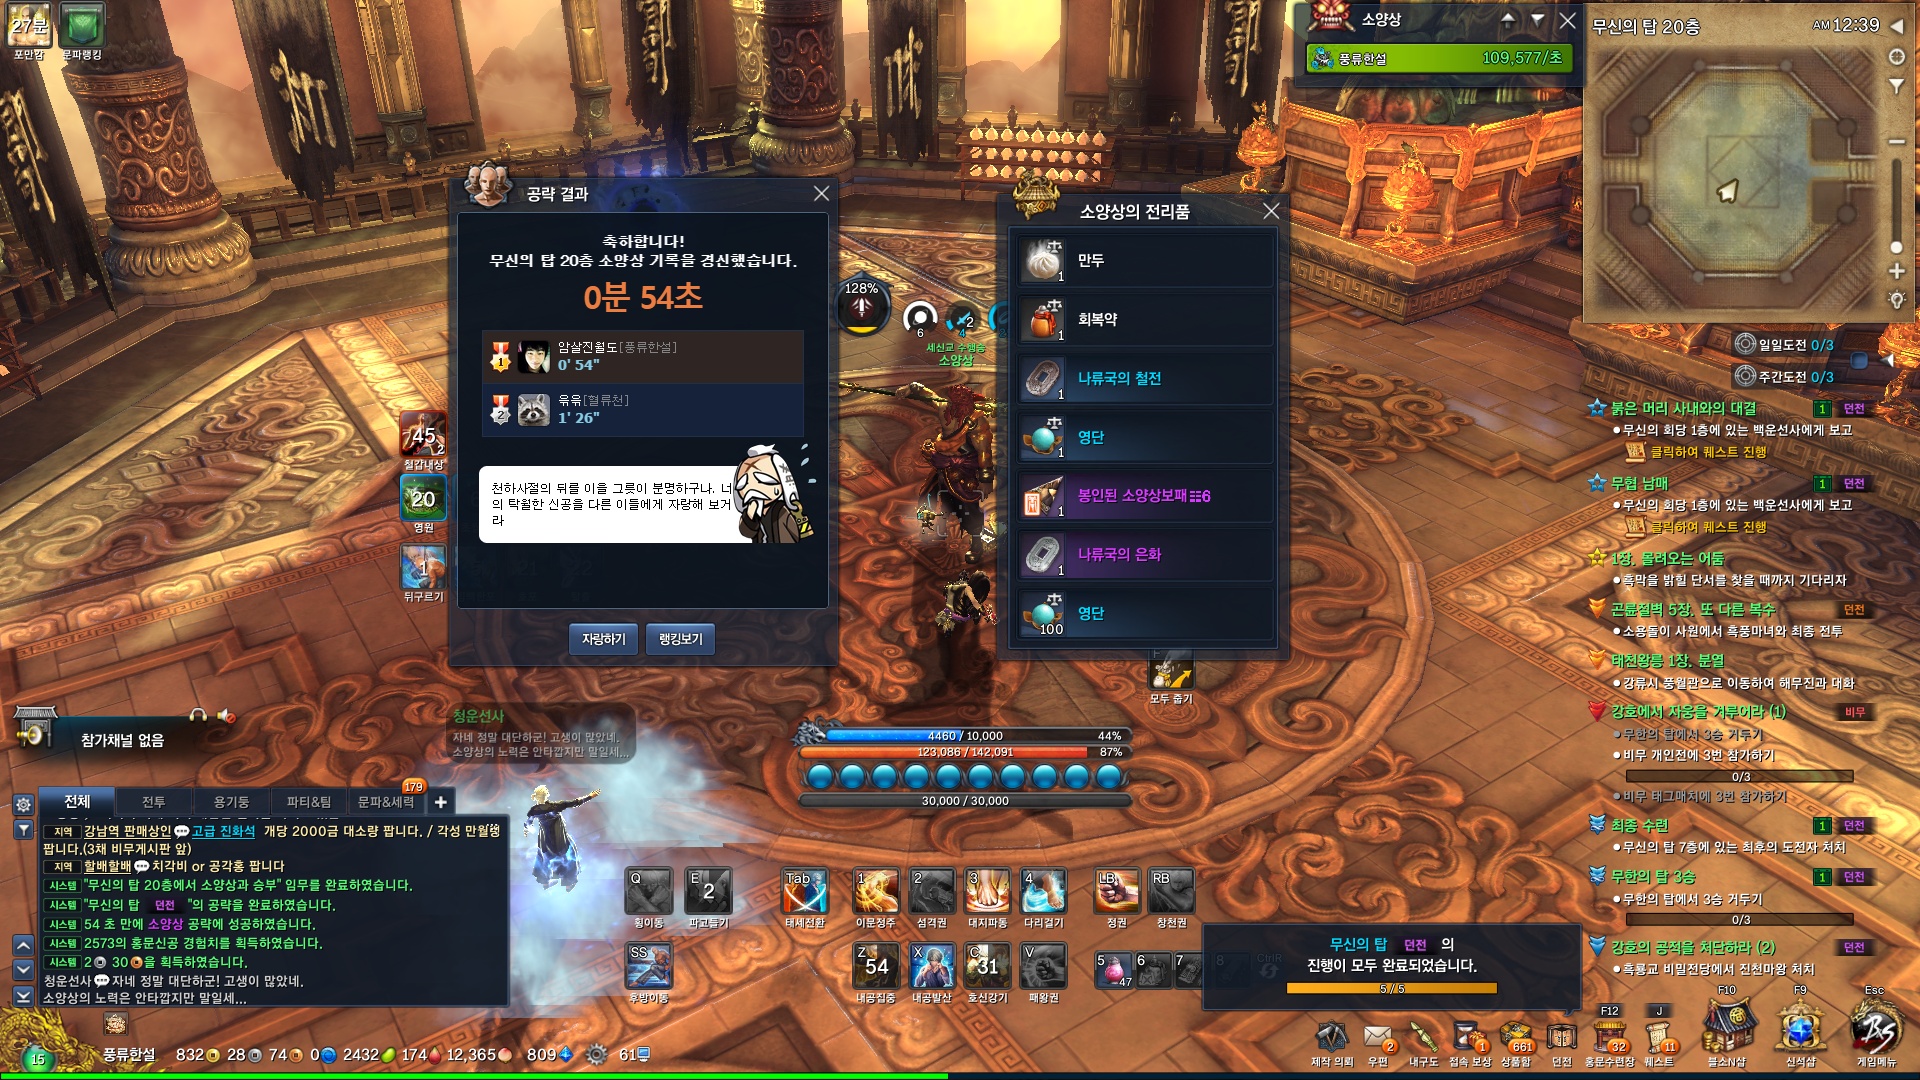 27분
포만감
문파랭킹
소양상
풍류한설 109,577/초
무신의 탑 20층
AM 12:39
공략 결과
축하합니다!
무신의 탑 20층 소양상 기록을 경신했습니다.
0분 54초
1
암살진월도[풍류한설]
0' 54"
2
윾윾[혈류천]
1' 26"
천하사절의 뒤를 이을 그릇이 분명하구나. 너
의 탁월한 신공을 다른 이들에게 자랑해 보거
라
자랑하기
랭킹보기
128%
6
2
4
세신교 수행승
소양상
소양상의 전리품
만두
1
회복약
1
나류국의 철전
1
영단
1
봉인된 소양상보패☷6
1
나류국의 은화
1
영단
100
F
모두 줍기
45
2
철갑내상
20
영원
1
뒤구르기
일일도전 0/3
주간도전 0/3
붉은 머리 사내와의 대결 1 던전
무신의 회당 1층에 있는 백운선사에게 보고
클릭하여 퀘스트 진행
무협 남매 1 던전
무신의 회당 1층에 있는 백운선사에게 보고
클릭하여 퀘스트 진행
1장. 몰려오는 어둠
흑막을 밝힐 단서를 찾을 때까지 기다리자
곤륜절벽 5장. 또 다른 복수 던전
소용돌이 사원에서 흑풍마녀와 최종 전투
태천왕릉 1장. 분열
강류시 풍월관으로 이동하여 해무진과 대화
강호에서 자웅을 겨루어라 (1) 비무
무한의 탑에서 3승 거두기
비무 개인전에 3번 참가하기
0/3
비무 태그매치에 3번 참가하기
최종 수련 1 던전
무신의 탑 7층에 있는 최후의 도전자 처치
무한의 탑 3승 1 던전
무한의 탑에서 3승 거두기
0/3
강호의 공적을 처단하라 (2) 던전
흑룡교 비밀전당에서 진천마왕 처치
참가채널 없음
청운선사
자네 정말 대단하군! 고생이 많았네.
소양상의 노력은 안타깝지만 말일세...
4460 / 10,000 44%
123,086 / 142,091 87%
30,000 / 30,000
179
전체 전투 용기둥 파티&팀 문파&세력 +
지역 강남역 판매상인 고급 진화석 개당 2000금 대소량 팝니다. / 각성 만월영
팝니다.(3채 비무게시판 앞)
지역 할배할배 치각비 or 공각홍 팝니다
시스템 "무신의 탑 20층에서 소양상과 승부" 임무를 완료하였습니다.
시스템 "무신의 탑 던전 "의 공략을 완료하였습니다.
시스템 54 초 만에 소양상 공략에 성공하였습니다.
시스템 2573의 홍문신공 경험치를 획득하였습니다.
시스템 2 30 을 획득하였습니다.
청운선사 자네 정말 대단하군! 고생이 많았네.
소양상의 노력은 안타깝지만 말일세...
Q
횡이동
E
2
파고들기
Tab
태세전환
1
이문정주
2
섬격권
3
대지파동
4
다리걸기
LB
정권
RB
창천권
SS
후방이동
Z
54
내공집중
X
내공발산
C
31
호신강기
V
패왕권
5
47
6
7
8
CtrlR
무신의 탑 던전 의
진행이 모두 완료되었습니다.
5 / 5
15
풍류한설 832 28 74 0 2432 174 12,365 809 61
제작 의뢰
2
우편
내구도
1
접속 보상
661
상품함
던전
F12
32
홍문수련장
J
11
퀘스트
F10
블소N샵
F9
신석샵
Esc
BS
게임메뉴